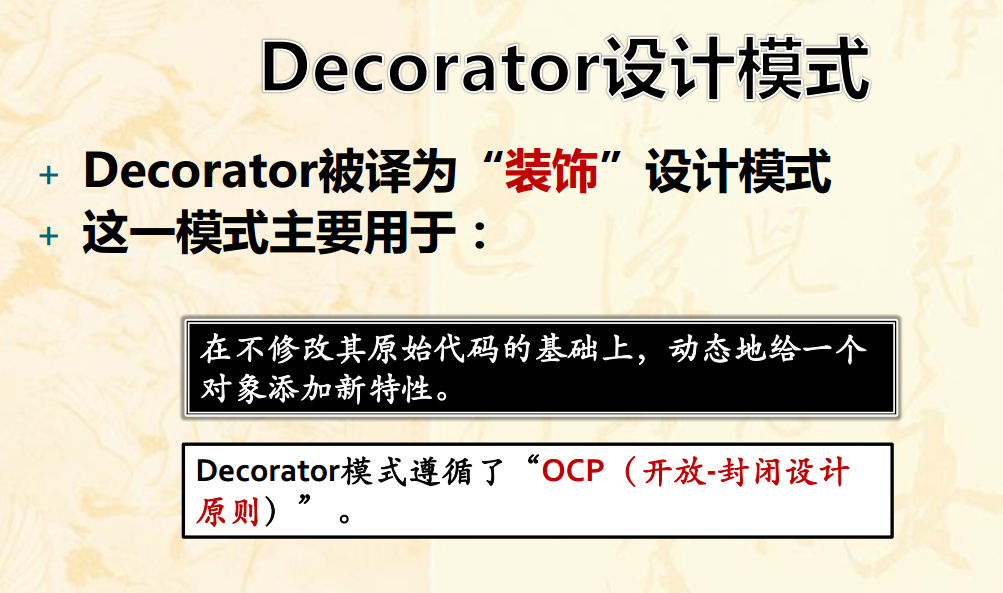 Decorator设计模式
+ Decorator被译为“装饰”设计模式
+ 这一模式主要用于：
在不修改其原始代码的基础上，动态地给一个
对象添加新特性。
Decorator模式遵循了“OCP（开放-封闭设计
原则）”。